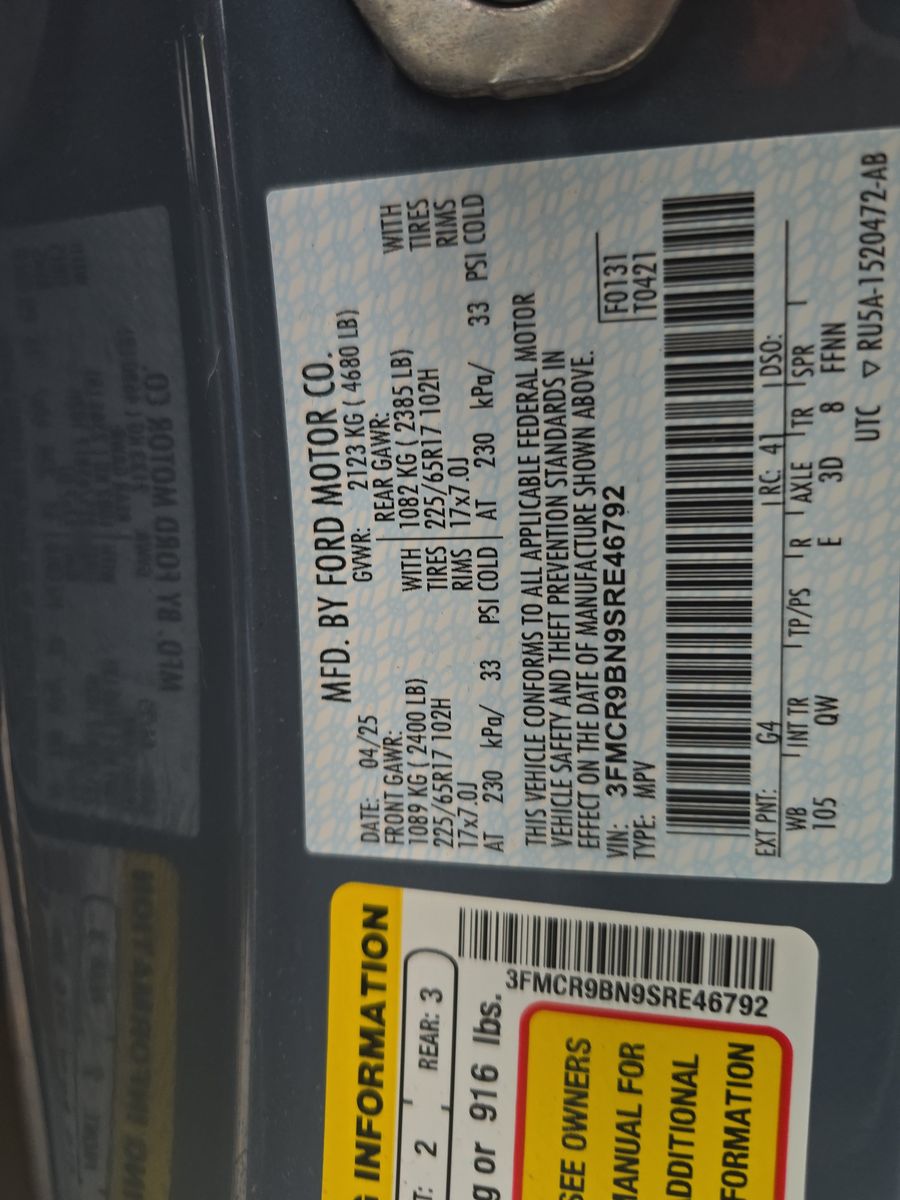 MFD. BY FORD MOTOR CO.
DATE: 04/25 GVWR: 2123 KG ( 4680 LB)
FRONT GAWR: REAR GAWR:
1089 KG ( 2400 LB) WITH 1082 KG ( 2385 LB) WITH
225/65R17 102H TIRES 225/65R17 102H TIRES
17x7.0J RIMS 17x7.0J RIMS
AT 230 kPa/ 33 PSI COLD AT 230 kPa/ 33 PSI COLD
THIS VEHICLE CONFORMS TO ALL APPLICABLE FEDERAL MOTOR
VEHICLE SAFETY AND THEFT PREVENTION STANDARDS IN
EFFECT ON THE DATE OF MANUFACTURE SHOWN ABOVE.
VIN: 3FMCR9BN9SRE46792 F0131
TYPE: MPV T0421
EXT PNT: G4 RC: 41 DSO:
WB INT TR TP/PS R AXLE TR SPR
105 QW E 3D 8 FFNN
UTC ▽ RU5A-1520472-AB
INFORMATION
2 REAR: 3
or 916 lbs.
3FMCR9BN9SRE46792
SEE OWNERS
MANUAL FOR
ADDITIONAL
INFORMATION